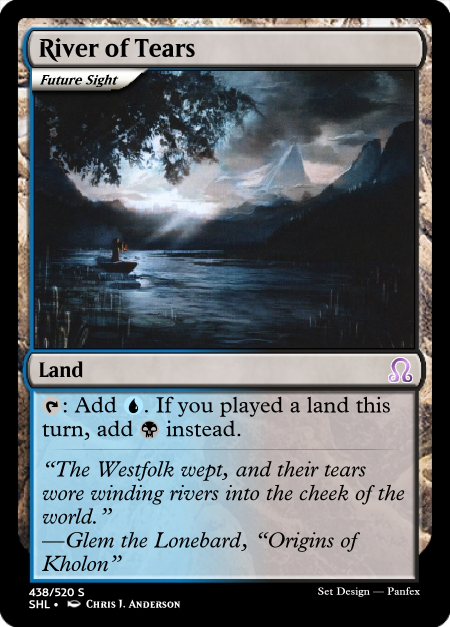 River of Tears
Future Sight
Land
: Add . If you played a land this
turn, add instead.
“The Westfolk wept, and their tears
wore winding rivers into the cheek of the
world.”
—Glem the Lonebard, “Origins of
Kholon”
438/520 S
SHL • Chris J. Anderson
Set Design — Panfex